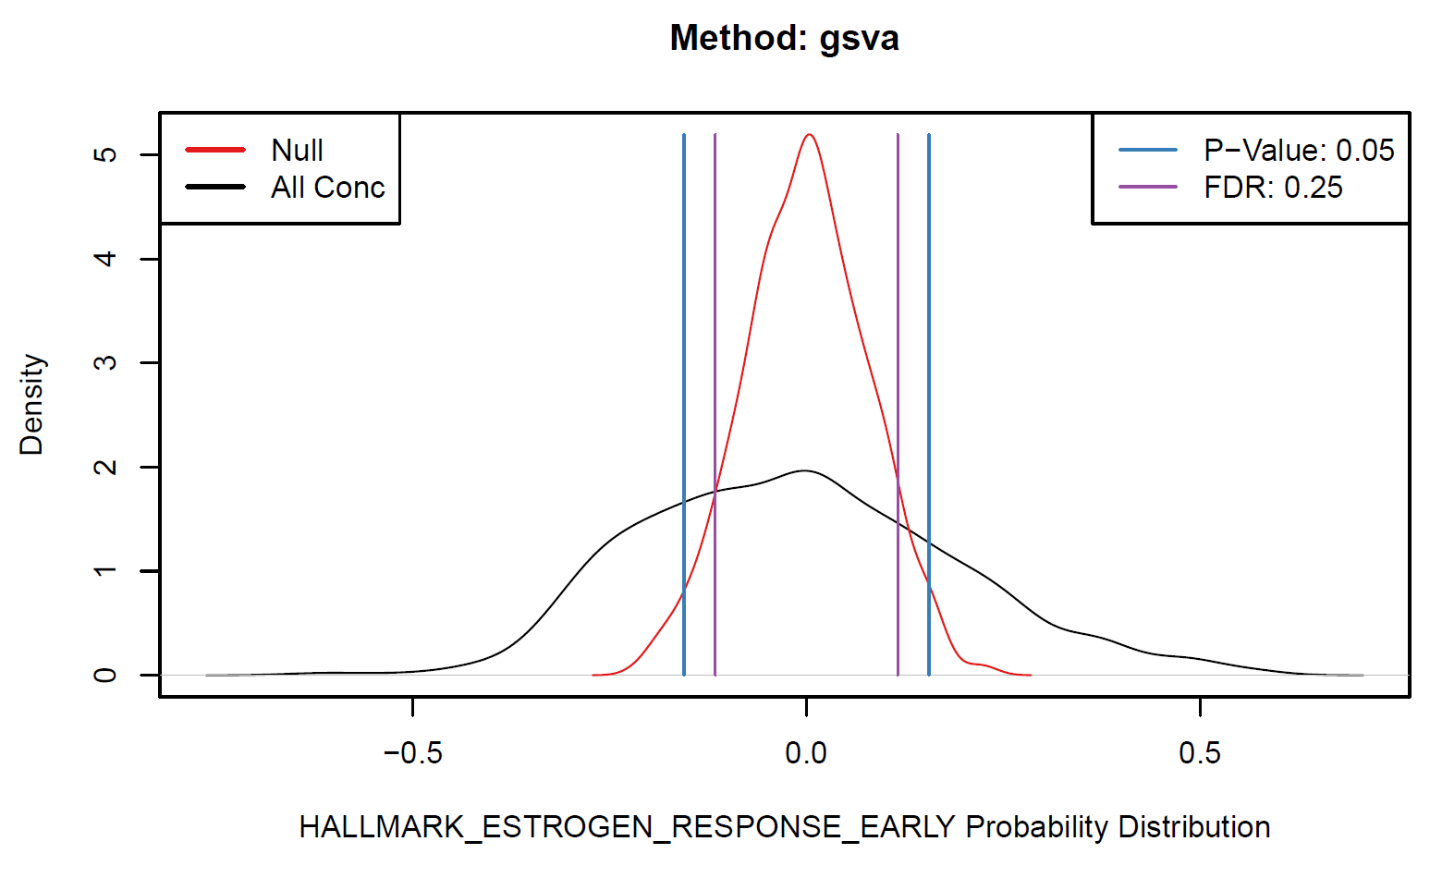 Method: gsva
Null
All Conc
P−Value: 0.05
FDR: 0.25
Density
5
4
3
2
1
0
−0.5
0.0
0.5
HALLMARK_ESTROGEN_RESPONSE_EARLY Probability Distribution